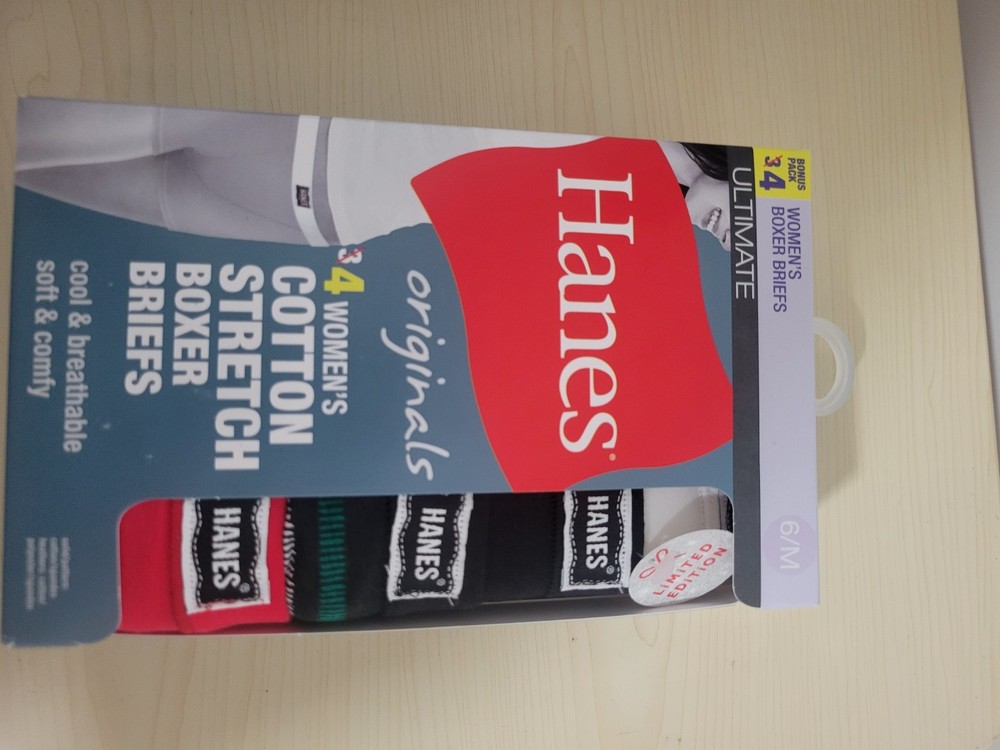 BONUS
PACK
3 4
WOMEN'S
BOXER BRIEFS
6/M
ULTIMATE
Hanes®
originals
3 4 WOMEN'S
COTTON
STRETCH
BOXER
BRIEFS
cool & breathable
soft & comfy
LIMITED
EDITION
HANES®
HANES®
HANES®